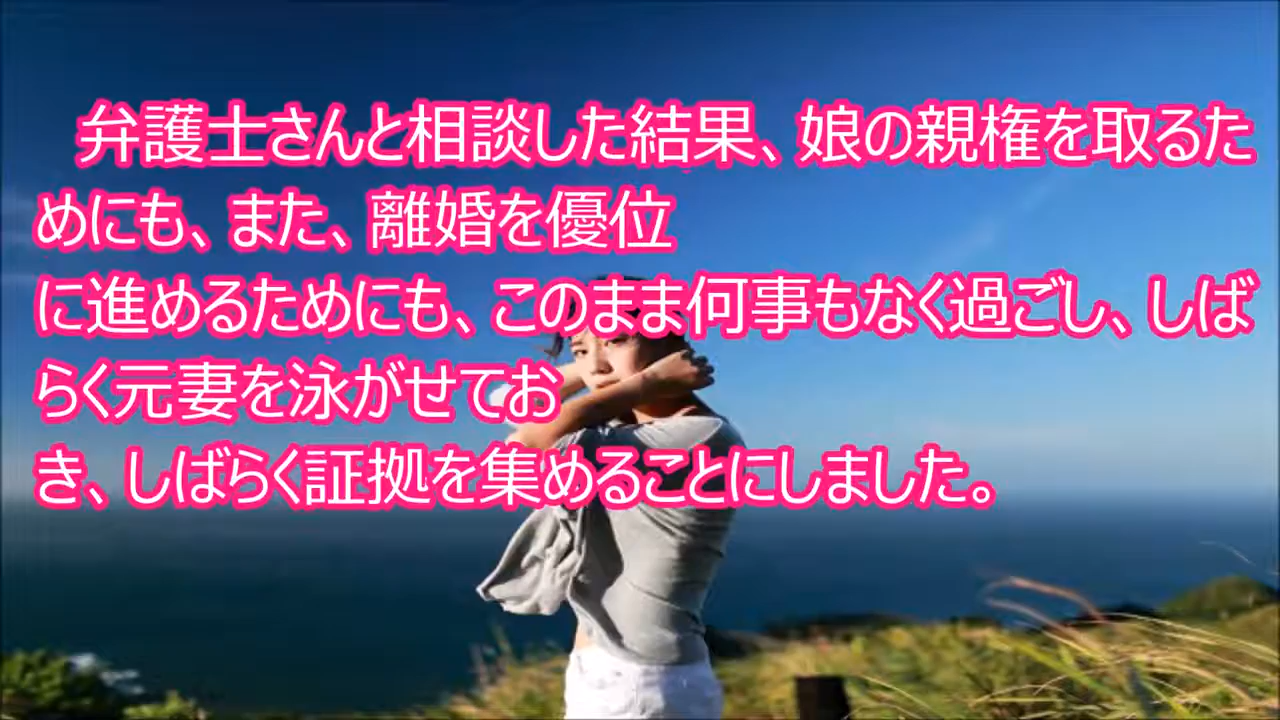 弁護士さんと相談した結果、娘の親権を取るた
めにも、また、離婚を優位
に進めるためにも、このまま何事もなく過ごし、しば
らく元妻を泳がせてお
き、しばらく証拠を集めることにしました。